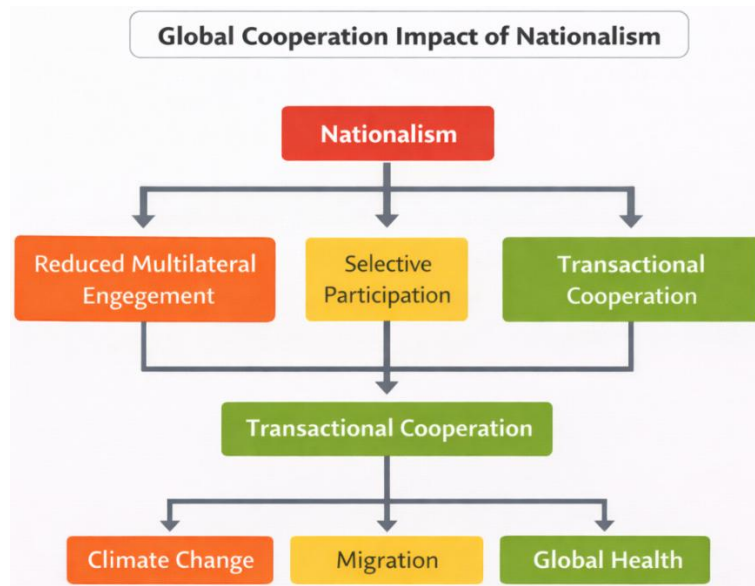 Global Cooperation Impact of Nationalism
Nationalism
Reduced Multilateral
Engegement
Selective
Participation
Transactional
Cooperation
Transactional Cooperation
Climate Change
Migration
Global Health